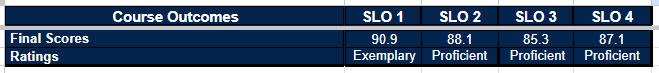 Course Outcomes SLO 1 SLO 2 SLO 3 SLO 4
Final Scores 90.9 88.1 85.3 87.1
Ratings Exemplary Proficient Proficient Proficient